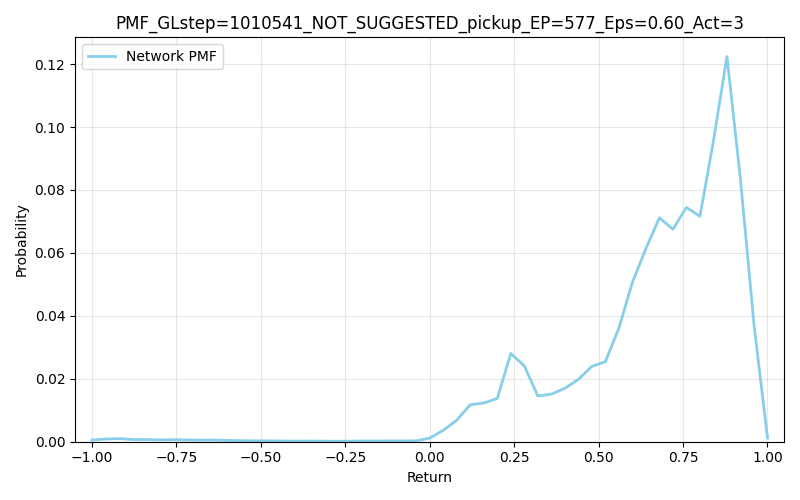 PMF_GLstep=1010541_NOT_SUGGESTED_pickup_EP=577_Eps=0.60_Act=3
Network PMF
Probability
0.12
0.10
0.08
0.06
0.04
0.02
0.00
−1.00 −0.75 −0.50 −0.25 0.00 0.25 0.50 0.75 1.00
Return